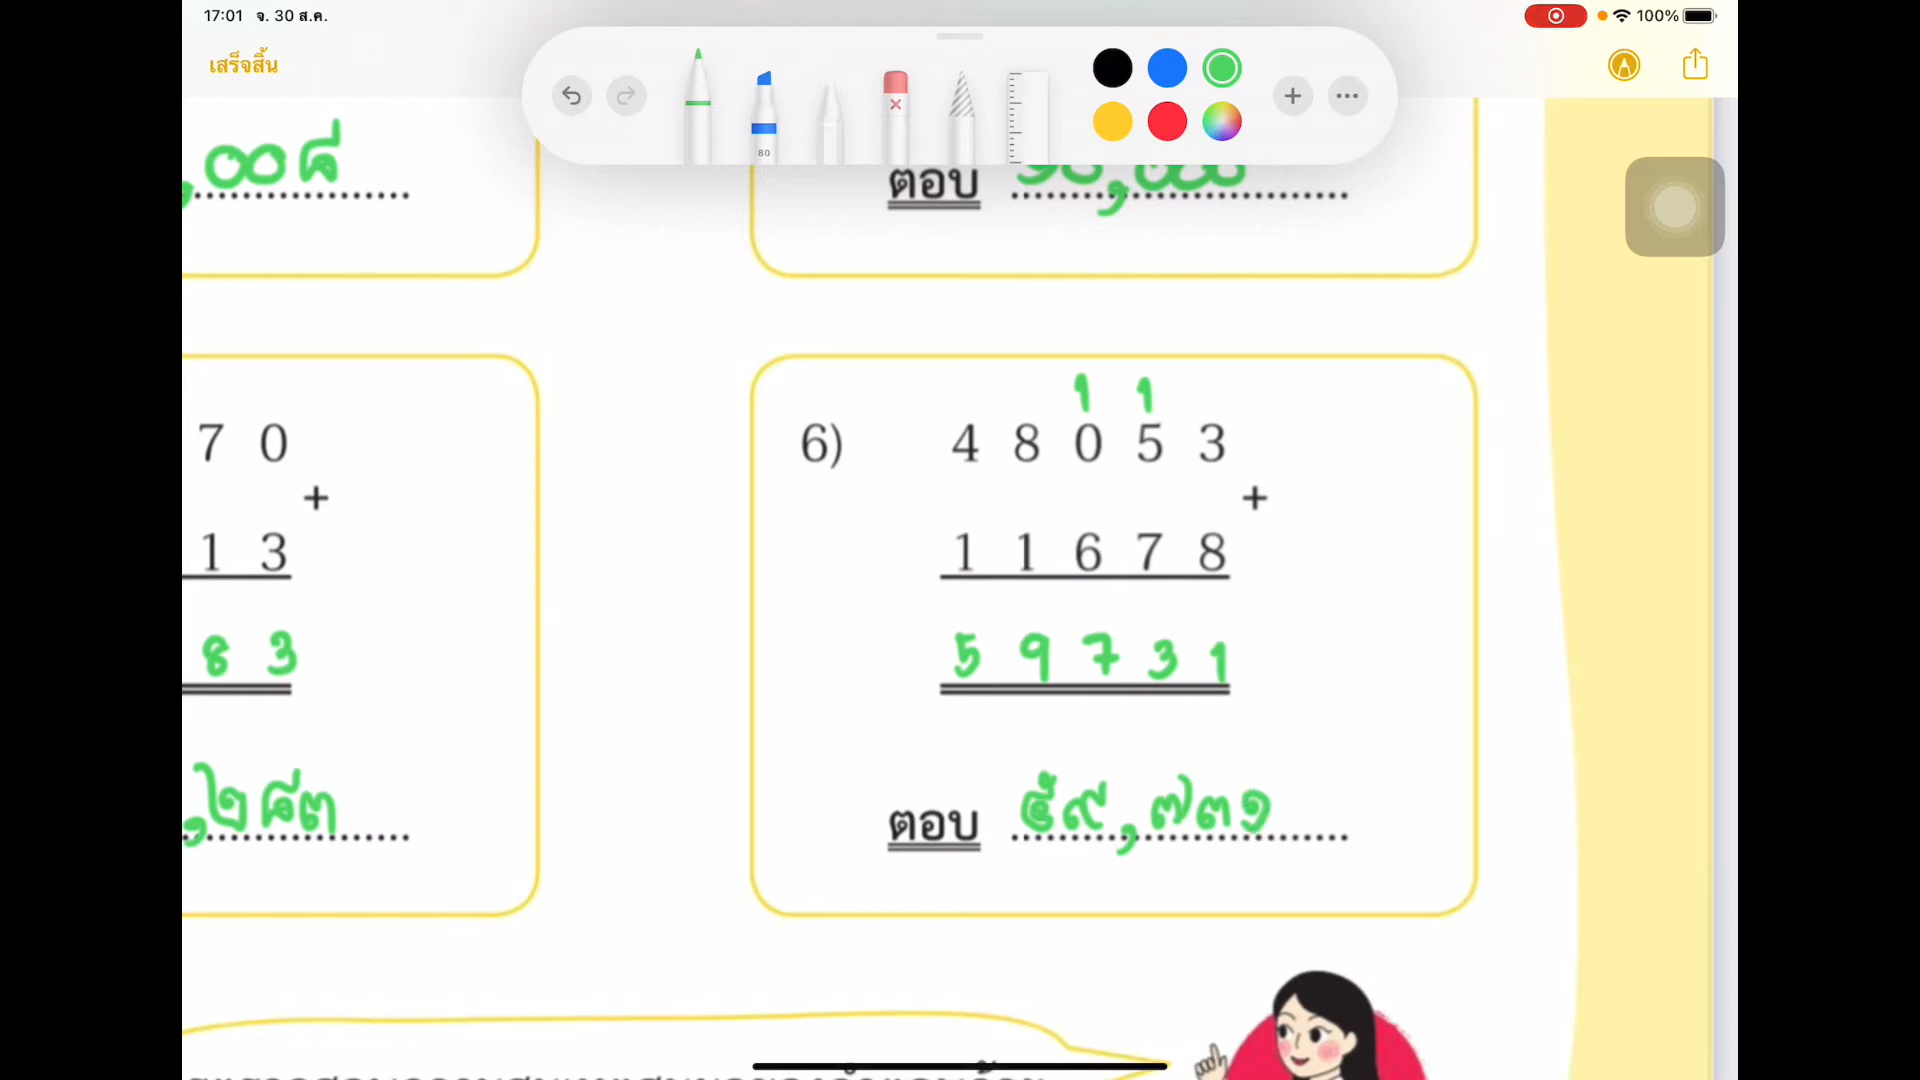 17:01 จ. 30 ส.ค.
100%
เสร็จสิ้น
80
,๐๐๘
ตอบ
7 0
+
1 3
8 3
,๒๘๓
1 1
6) 4 8 0 5 3
+
1 1 6 7 8
5 9 7 3 1
ตอบ ๕๙,๗๓๑